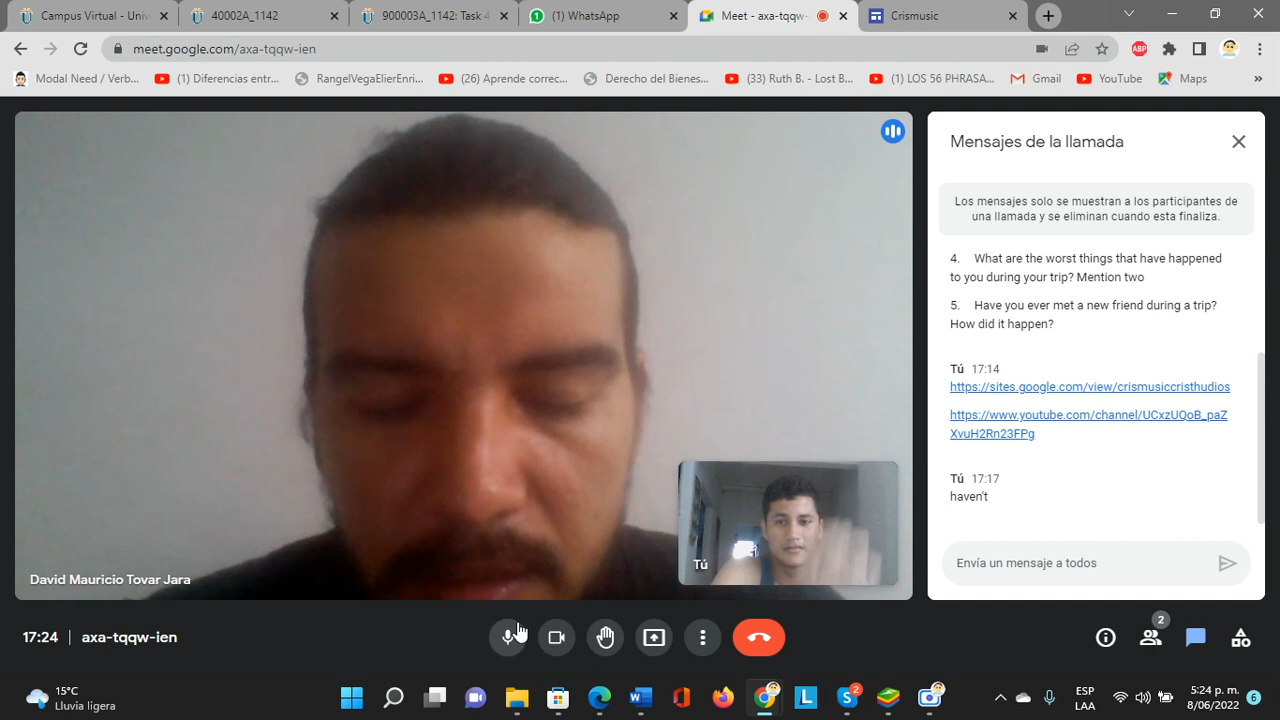 Campus Virtual - Univ
40002A_1142
900003A_1142: Task 4
(1) WhatsApp
Meet - axa-tqqw-
Crismusic
meet.google.com/axa-tqqw-ien
Modal Need / Verb...
(1) Diferencias entr...
RangelVegaElierEnri...
(26) Aprende correc...
Derecho del Bienes...
(33) Ruth B. - Lost B...
(1) LOS 56 PHRASA...
Gmail
YouTube
Maps
»
Mensajes de la llamada
Los mensajes solo se muestran a los participantes de
una llamada y se eliminan cuando esta finaliza.
4. What are the worst things that have happened
to you during your trip? Mention two
5. Have you ever met a new friend during a trip?
How did it happen?
Tú 17:14
https://sites.google.com/view/crismusiccristhudios
https://www.youtube.com/channel/UCxzUQoB_paZ
XvuH2Rn23FPg
Tú 17:17
haven't
Envía un mensaje a todos
David Mauricio Tovar Jara
Tú
17:24 | axa-tqqw-ien
2
15°C
Lluvia ligera
L
2
ESP
LAA
5:24 p. m.
8/06/2022
6